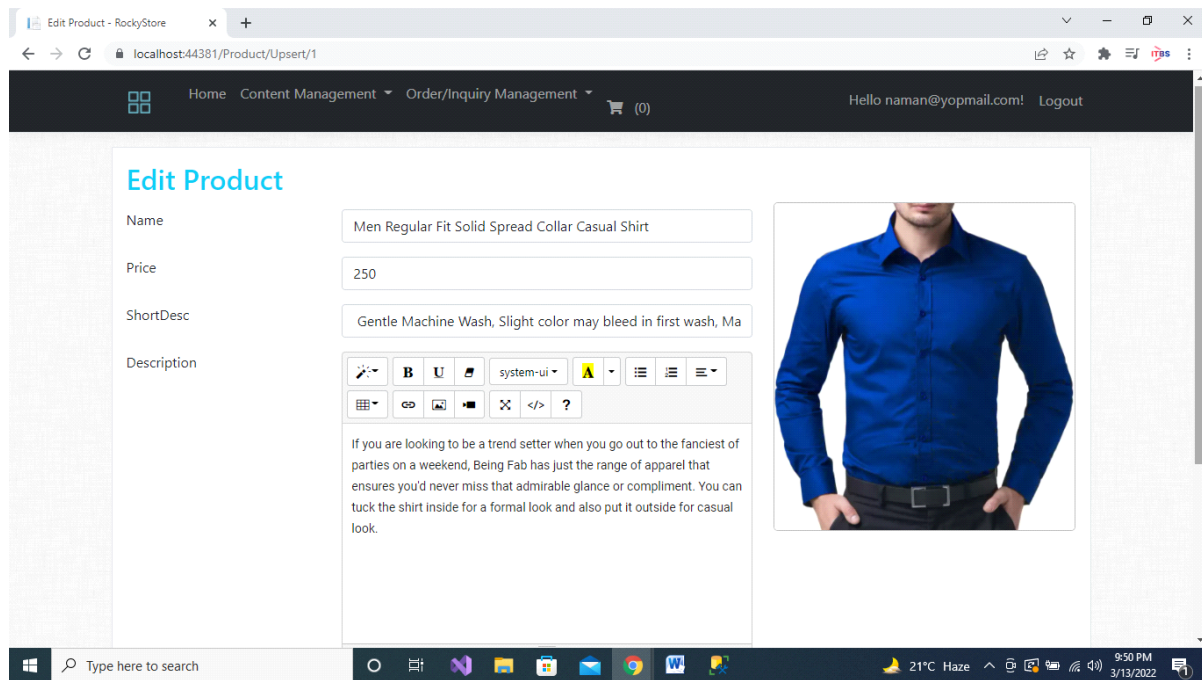 Edit Product - RockyStore
localhost:44381/Product/Upsert/1
ITBS
Home Content Management Order/Inquiry Management (0) Hello naman@yopmail.com! Logout
Edit Product
Name
Men Regular Fit Solid Spread Collar Casual Shirt
Price
250
ShortDesc
Gentle Machine Wash, Slight color may bleed in first wash, Ma
Description
B U system-ui A
</> ?
If you are looking to be a trend setter when you go out to the fanciest of
parties on a weekend, Being Fab has just the range of apparel that
ensures you'd never miss that admirable glance or compliment. You can
tuck the shirt inside for a formal look and also put it outside for casual
look.
Type here to search
W
21°C Haze
9:50 PM
3/13/2022
1